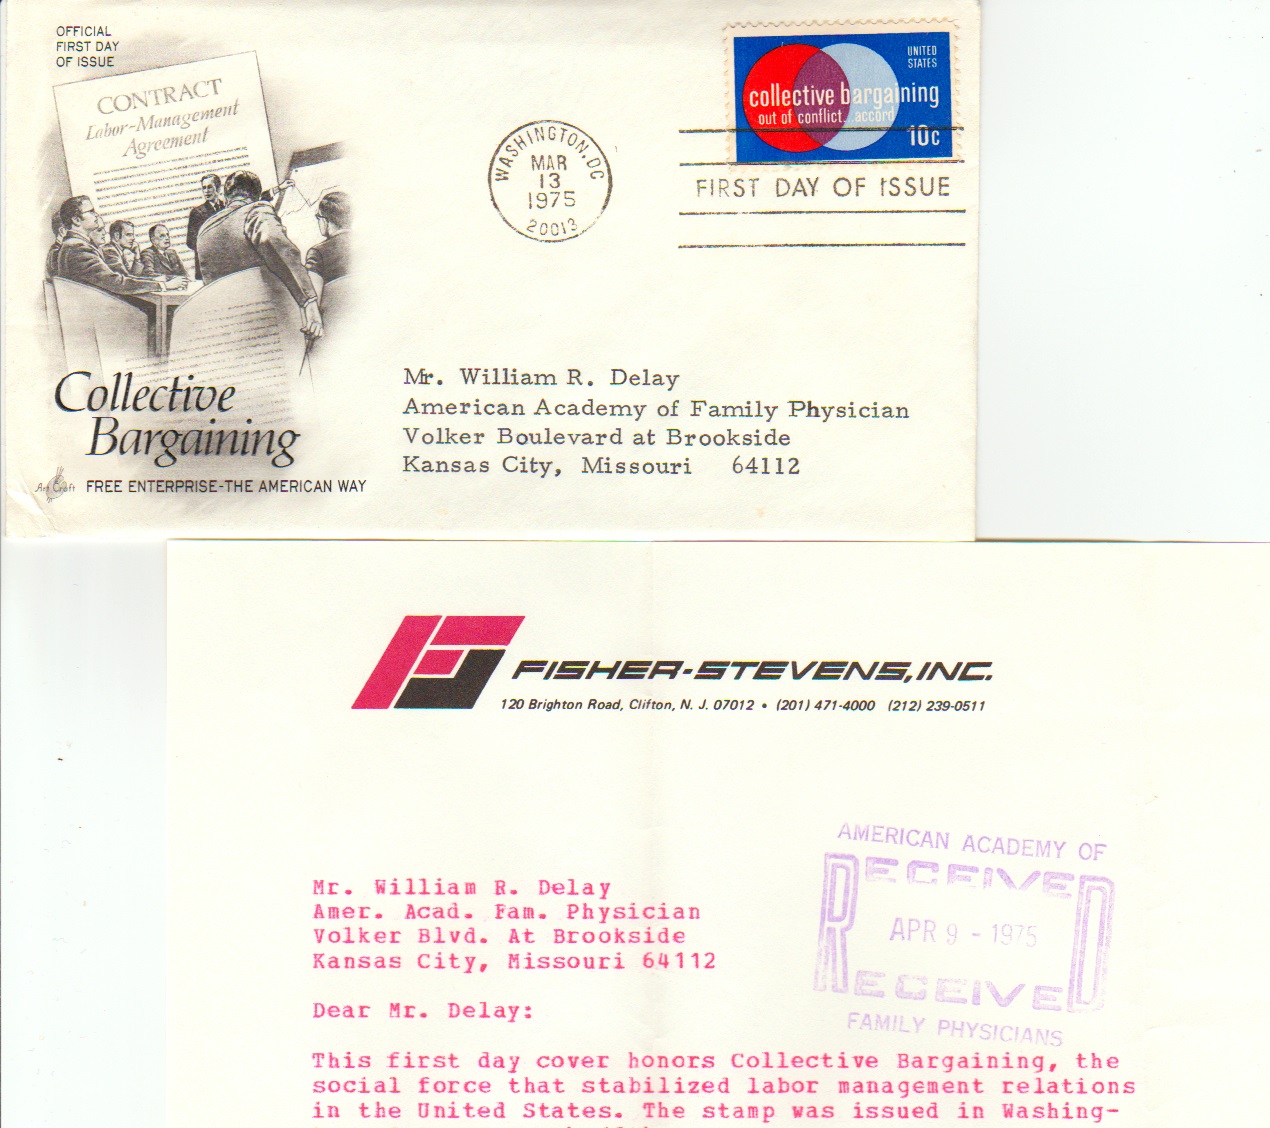 OFFICIAL
FIRST DAY
OF ISSUE
CONTRACT
Labor-Management
Agreement
UNITED
STATES
collective bargaining
out of conflict...accord
10c
WASHINGTON, DC
MAR
13
1975
20013
FIRST DAY OF ISSUE
Collective
Bargaining
Art Craft
FREE ENTERPRISE-THE AMERICAN WAY
Mr. William R. Delay
American Academy of Family Physician
Volker Boulevard at Brookside
Kansas City, Missouri 64112
FISHER-STEVENS, INC.
120 Brighton Road, Clifton, N. J. 07012 • (201) 471-4000 (212) 239-0511
AMERICAN ACADEMY OF
RECEIVED
APR 9 - 1975
RECEIVED
FAMILY PHYSICIANS
Mr. William R. Delay
Amer. Acad. Fam. Physician
Volker Blvd. At Brookside
Kansas City, Missouri 64112
Dear Mr. Delay:
This first day cover honors Collective Bargaining, the
social force that stabilized labor management relations
in the United States. The stamp was issued in Washing-